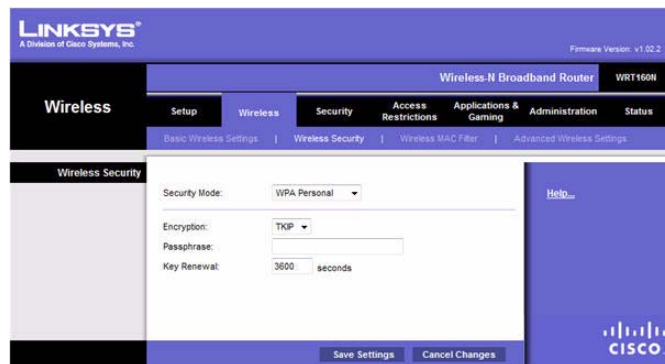 LINKSYS®
A Division of Cisco Systems, Inc.
Firmware Version: v1.02.2
Wireless-N Broadband Router WRT160N
Wireless
Setup Wireless Security Access Restrictions Applications & Gaming Administration Status
Basic Wireless Settings | Wireless Security | Wireless MAC Filter | Advanced Wireless Settings
Wireless Security
Security Mode: WPA Personal
Help...
Encryption: TKIP
Passphrase:
Key Renewal: 3600 seconds
Save Settings Cancel Changes
CISCO